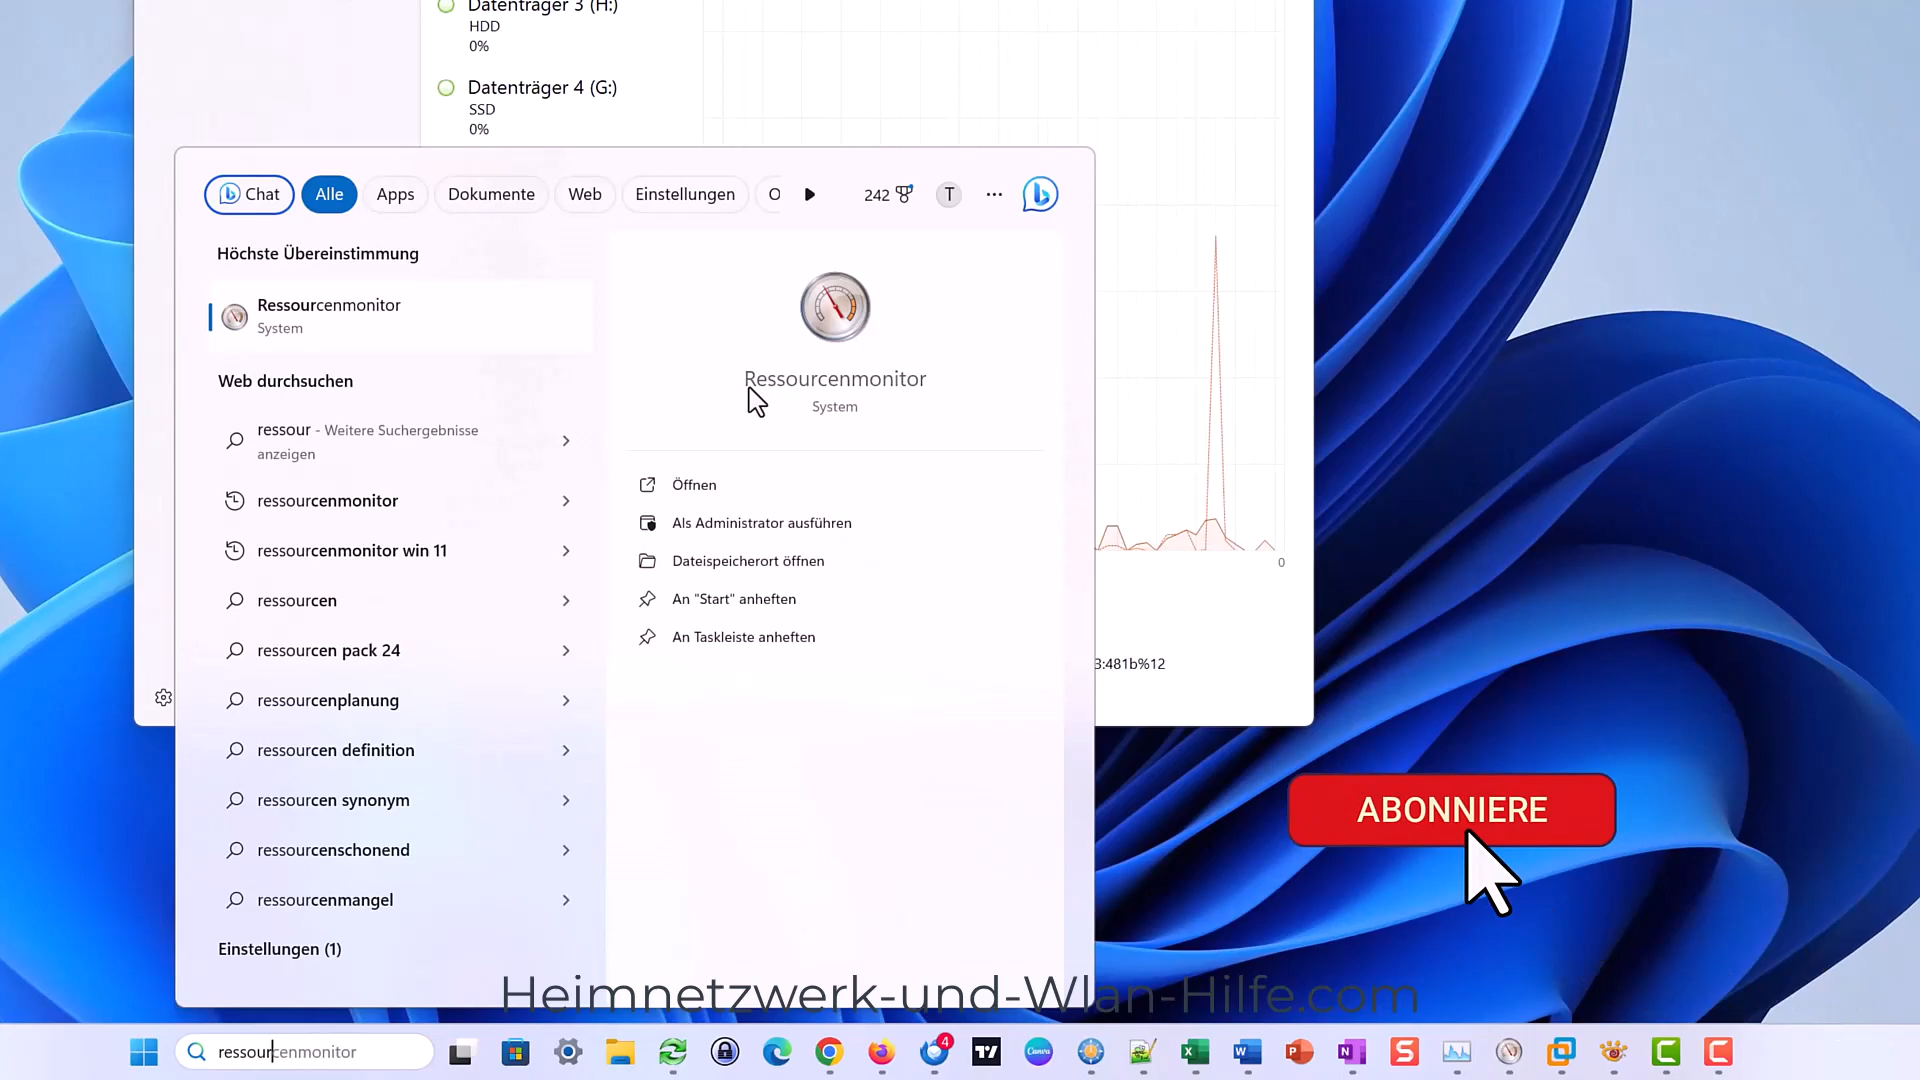 Datenträger 3 (H:)
HDD
0%
Datenträger 4 (G:)
SSD
0%
Chat
Alle
Apps
Dokumente
Web
Einstellungen
O
242
T
Höchste Übereinstimmung
Ressourcenmonitor
System
Web durchsuchen
ressour - Weitere Suchergebnisse
anzeigen
ressourcenmonitor
ressourcenmonitor win 11
ressourcen
ressourcen pack 24
ressourcenplanung
ressourcen definition
ressourcen synonym
ressourcenschonend
ressourcenmangel
Einstellungen (1)
Ressourcenmonitor
System
Öffnen
Als Administrator ausführen
Dateispeicherort öffnen
An "Start" anheften
An Taskleiste anheften
0
3:481b%12
ABONNIERE
Heimnetzwerk-und-Wlan-Hilfe.com
ressourcenmonitor
4
Canva